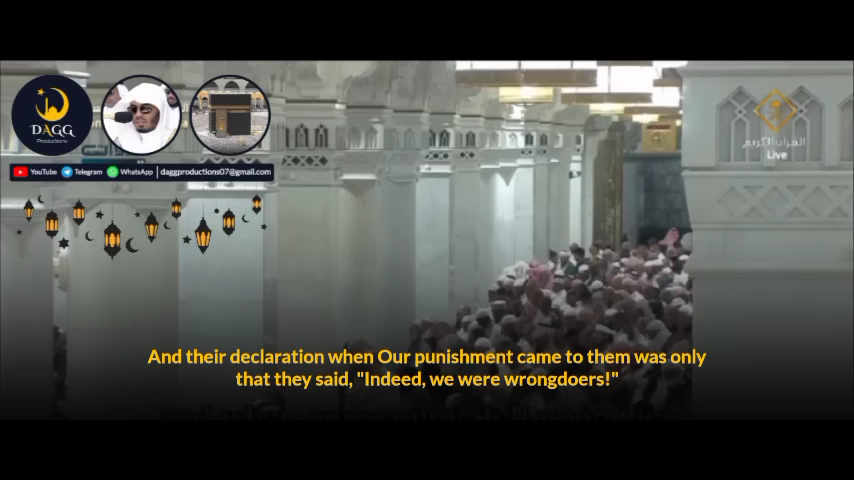 DAGG
Productions
YouTube Telegram WhatsApp | daggproductions07@gmail.com
القرآن الكريم
Live
And their declaration when Our punishment came to them was only
that they said, "Indeed, we were wrongdoers!"